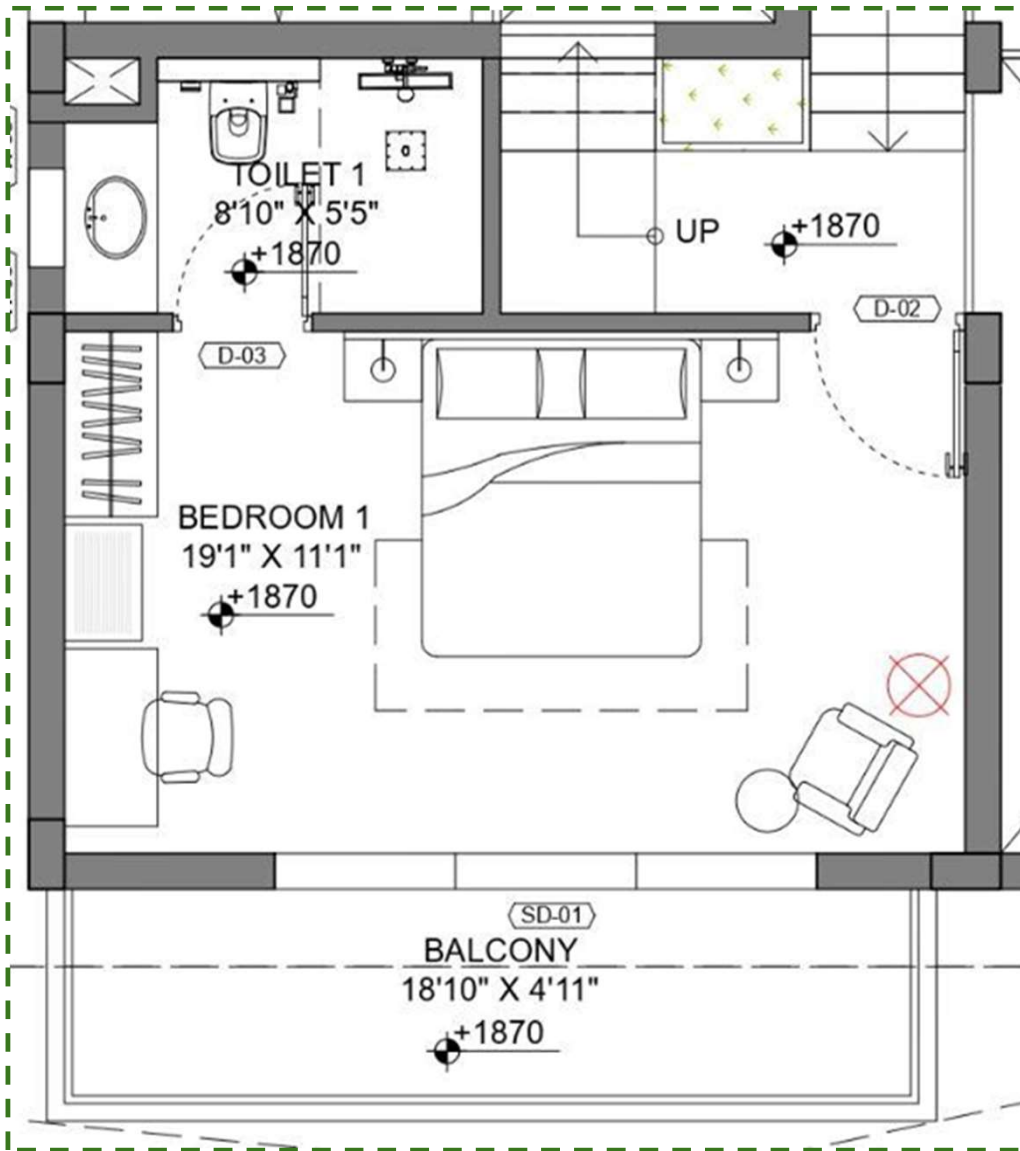 TOILET 1
8'10" X 5'5"
+1870
UP
+1870
D-02
D-03
BEDROOM 1
19'1" X 11'1"
+1870
SD-01
BALCONY
18'10" X 4'11"
+1870